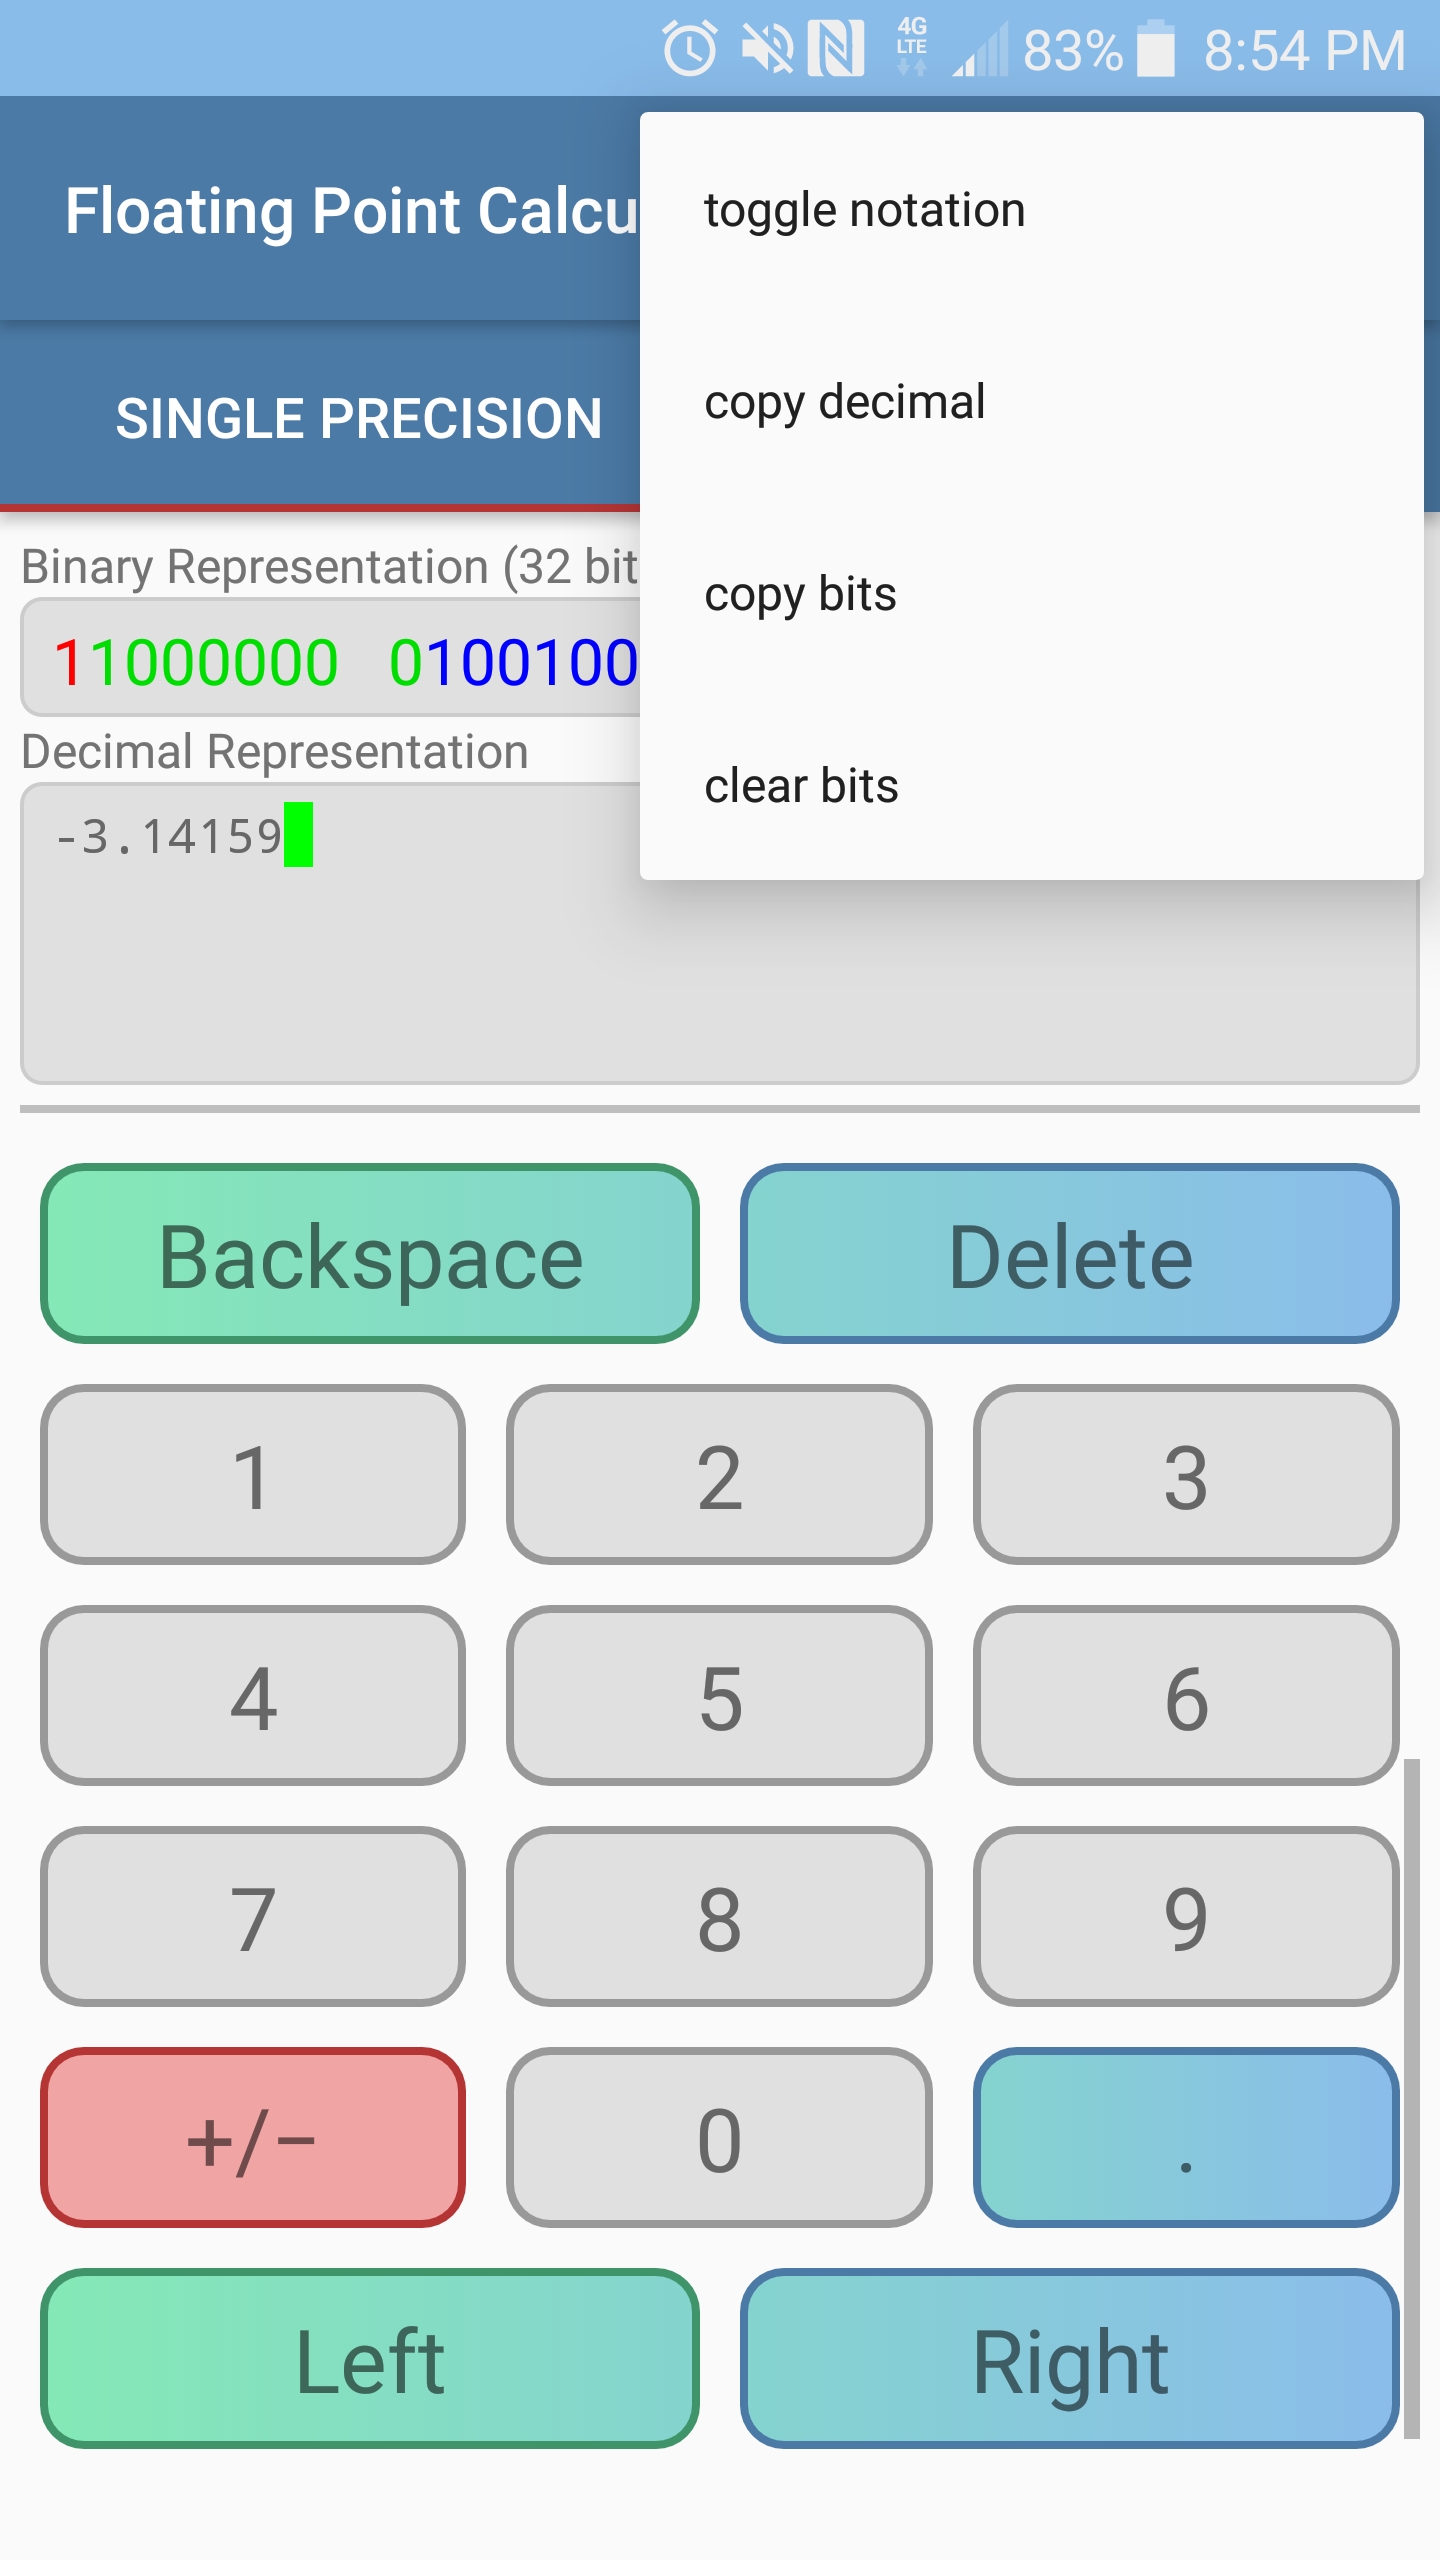 4G LTE 83% 8:54 PM
Floating Point Calcu
toggle notation
copy decimal
copy bits
clear bits
SINGLE PRECISION
Binary Representation (32 bit
11000000 0100100
Decimal Representation
-3.14159
Backspace Delete
1 2 3
4 5 6
7 8 9
+/− 0 .
Left Right